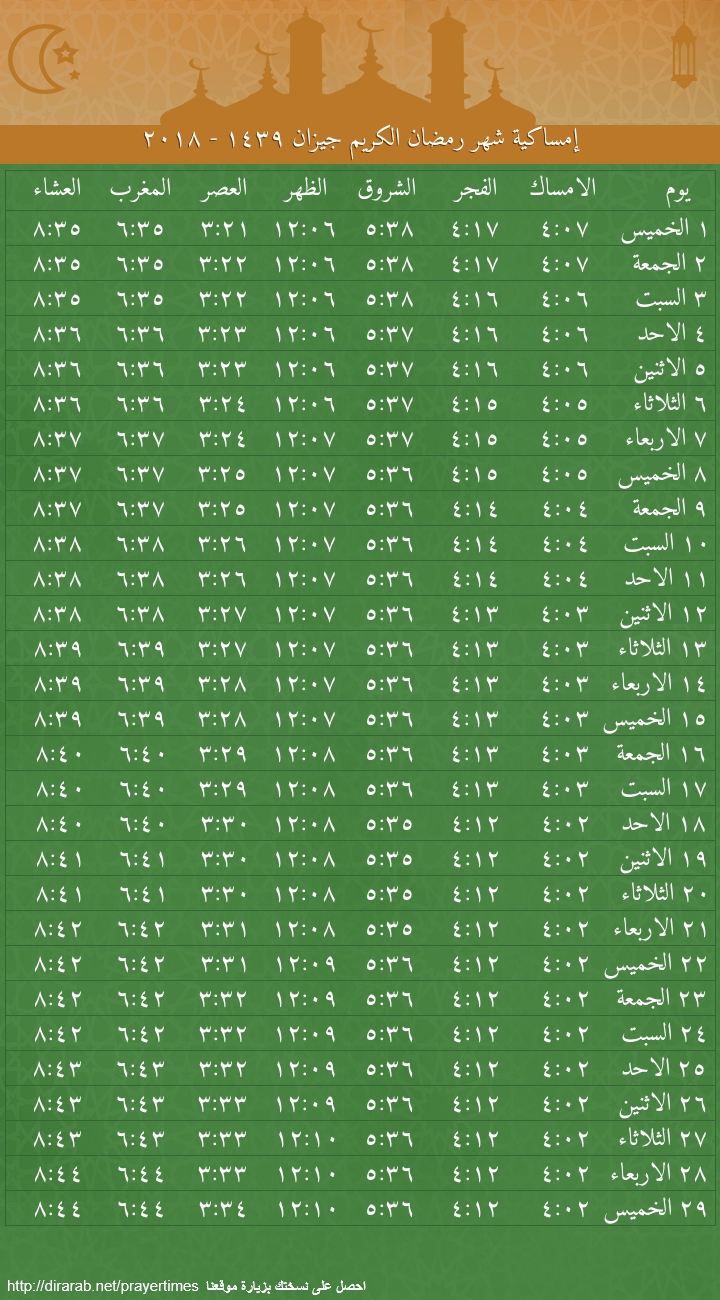 إمساكية شهر رمضان الكريم جيزان ١٤٣٩ - ٢٠١٨
يوم الامساك الفجر الشروق الظهر العصر المغرب العشاء
١ الخميس ٤:٠٧ ٤:١٧ ٥:٣٨ ١٢:٠٦ ٣:٢١ ٦:٣٥ ٨:٣٥
٢ الجمعة ٤:٠٧ ٤:١٧ ٥:٣٨ ١٢:٠٦ ٣:٢٢ ٦:٣٥ ٨:٣٥
٣ السبت ٤:٠٦ ٤:١٦ ٥:٣٨ ١٢:٠٦ ٣:٢٢ ٦:٣٥ ٨:٣٥
٤ الاحد ٤:٠٦ ٤:١٦ ٥:٣٧ ١٢:٠٦ ٣:٢٣ ٦:٣٦ ٨:٣٦
٥ الاثنين ٤:٠٦ ٤:١٦ ٥:٣٧ ١٢:٠٦ ٣:٢٣ ٦:٣٦ ٨:٣٦
٦ الثلاثاء ٤:٠٥ ٤:١٥ ٥:٣٧ ١٢:٠٦ ٣:٢٤ ٦:٣٦ ٨:٣٦
٧ الاربعاء ٤:٠٥ ٤:١٥ ٥:٣٧ ١٢:٠٧ ٣:٢٤ ٦:٣٧ ٨:٣٧
٨ الخميس ٤:٠٥ ٤:١٥ ٥:٣٦ ١٢:٠٧ ٣:٢٥ ٦:٣٧ ٨:٣٧
٩ الجمعة ٤:٠٤ ٤:١٤ ٥:٣٦ ١٢:٠٧ ٣:٢٥ ٦:٣٧ ٨:٣٧
١٠ السبت ٤:٠٤ ٤:١٤ ٥:٣٦ ١٢:٠٧ ٣:٢٦ ٦:٣٨ ٨:٣٨
١١ الاحد ٤:٠٤ ٤:١٤ ٥:٣٦ ١٢:٠٧ ٣:٢٦ ٦:٣٨ ٨:٣٨
١٢ الاثنين ٤:٠٣ ٤:١٣ ٥:٣٦ ١٢:٠٧ ٣:٢٧ ٦:٣٨ ٨:٣٨
١٣ الثلاثاء ٤:٠٣ ٤:١٣ ٥:٣٦ ١٢:٠٧ ٣:٢٧ ٦:٣٩ ٨:٣٩
١٤ الاربعاء ٤:٠٣ ٤:١٣ ٥:٣٦ ١٢:٠٧ ٣:٢٨ ٦:٣٩ ٨:٣٩
١٥ الخميس ٤:٠٣ ٤:١٣ ٥:٣٦ ١٢:٠٧ ٣:٢٨ ٦:٣٩ ٨:٣٩
١٦ الجمعة ٤:٠٣ ٤:١٣ ٥:٣٦ ١٢:٠٨ ٣:٢٩ ٦:٤٠ ٨:٤٠
١٧ السبت ٤:٠٣ ٤:١٣ ٥:٣٦ ١٢:٠٨ ٣:٢٩ ٦:٤٠ ٨:٤٠
١٨ الاحد ٤:٠٢ ٤:١٢ ٥:٣٥ ١٢:٠٨ ٣:٣٠ ٦:٤٠ ٨:٤٠
١٩ الاثنين ٤:٠٢ ٤:١٢ ٥:٣٥ ١٢:٠٨ ٣:٣٠ ٦:٤١ ٨:٤١
٢٠ الثلاثاء ٤:٠٢ ٤:١٢ ٥:٣٥ ١٢:٠٨ ٣:٣٠ ٦:٤١ ٨:٤١
٢١ الاربعاء ٤:٠٢ ٤:١٢ ٥:٣٥ ١٢:٠٨ ٣:٣١ ٦:٤٢ ٨:٤٢
٢٢ الخميس ٤:٠٢ ٤:١٢ ٥:٣٦ ١٢:٠٩ ٣:٣١ ٦:٤٢ ٨:٤٢
٢٣ الجمعة ٤:٠٢ ٤:١٢ ٥:٣٦ ١٢:٠٩ ٣:٣٢ ٦:٤٢ ٨:٤٢
٢٤ السبت ٤:٠٢ ٤:١٢ ٥:٣٦ ١٢:٠٩ ٣:٣٢ ٦:٤٢ ٨:٤٢
٢٥ الاحد ٤:٠٢ ٤:١٢ ٥:٣٦ ١٢:٠٩ ٣:٣٢ ٦:٤٣ ٨:٤٣
٢٦ الاثنين ٤:٠٢ ٤:١٢ ٥:٣٦ ١٢:٠٩ ٣:٣٣ ٦:٤٣ ٨:٤٣
٢٧ الثلاثاء ٤:٠٢ ٤:١٢ ٥:٣٦ ١٢:١٠ ٣:٣٣ ٦:٤٣ ٨:٤٣
٢٨ الاربعاء ٤:٠٢ ٤:١٢ ٥:٣٦ ١٢:١٠ ٣:٣٣ ٦:٤٤ ٨:٤٤
٢٩ الخميس ٤:٠٢ ٤:١٢ ٥:٣٦ ١٢:١٠ ٣:٣٤ ٦:٤٤ ٨:٤٤
احصل على نسختك بزيارة موقعنا http://dirarab.net/prayertimes